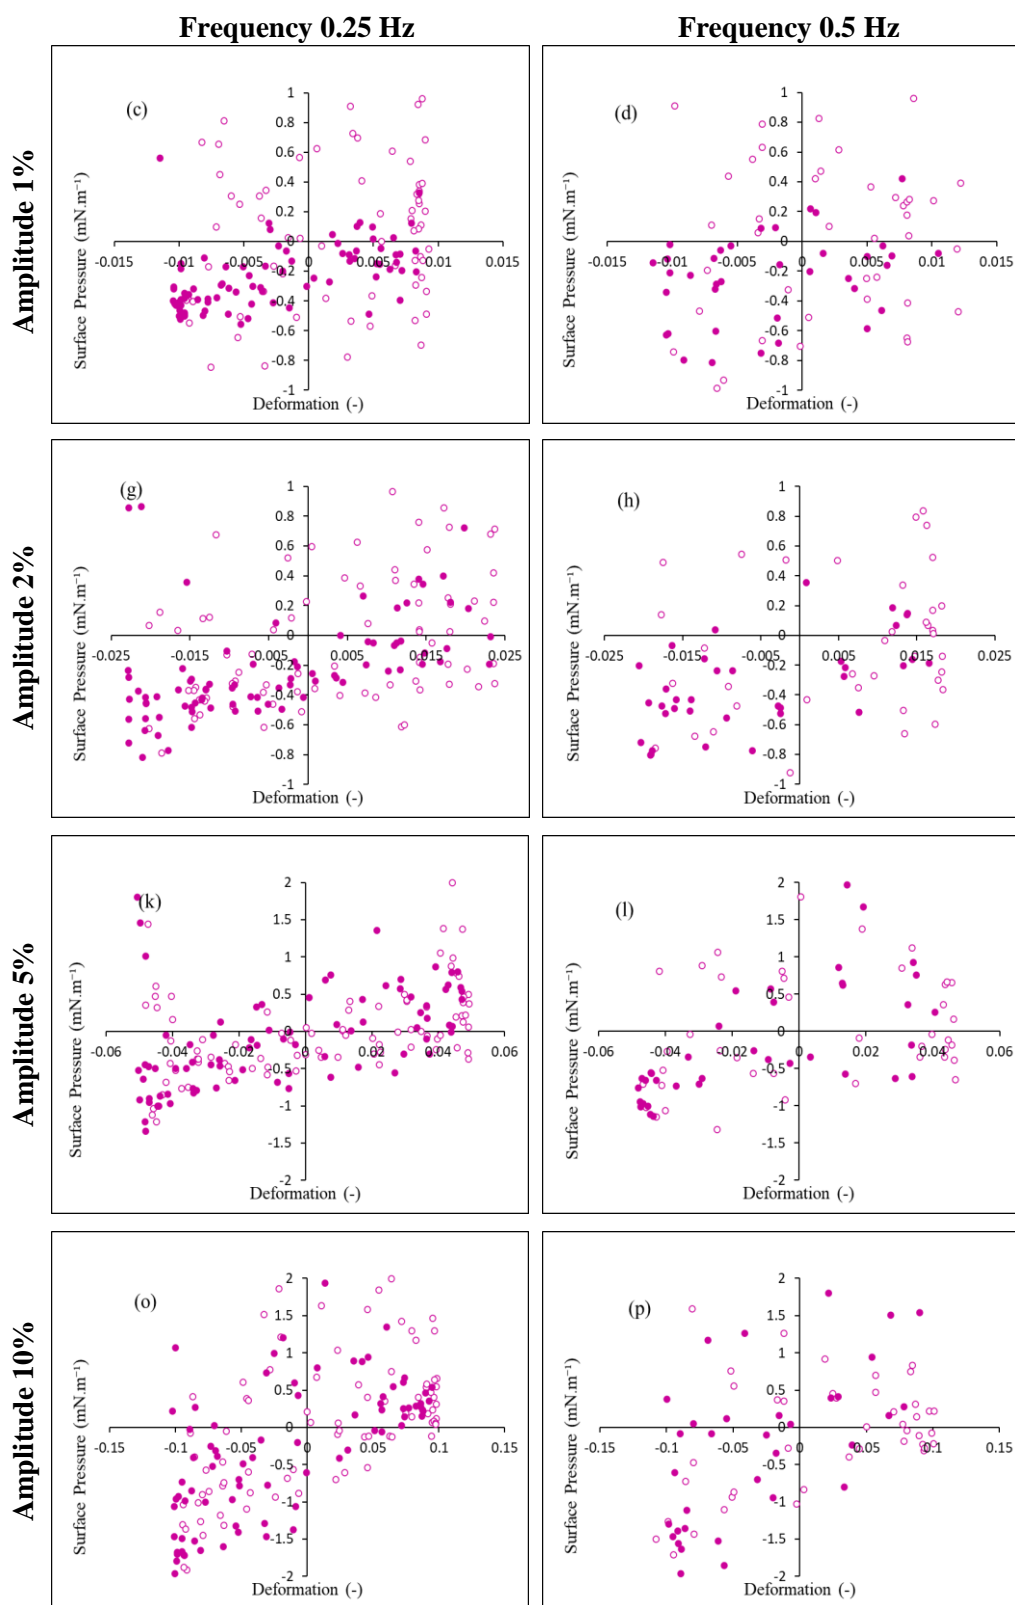 Frequency 0.25 Hz
Frequency 0.5 Hz
Amplitude 1%
(c)
Surface Pressure (mN.m⁻¹)
1
0.8
0.6
0.4
0.2
0
-0.2
-0.4
-0.6
-0.8
-1
-0.015 -0.01 -0.005 0 0.005 0.01 0.015
Deformation (-)
(d)
Surface Pressure (mN.m⁻¹)
1
0.8
0.6
0.4
0.2
0
-0.2
-0.4
-0.6
-0.8
-1
-0.015 -0.01 -0.005 0 0.005 0.01 0.015
Deformation (-)
Amplitude 2%
(g)
Surface Pressure (mN.m⁻¹)
1
0.8
0.6
0.4
0.2
0
-0.2
-0.4
-0.6
-0.8
-1
-0.025 -0.015 -0.005 0.005 0.015 0.025
Deformation (-)
(h)
Surface Pressure (mN.m⁻¹)
1
0.8
0.6
0.4
0.2
0
-0.2
-0.4
-0.6
-0.8
-1
-0.025 -0.015 -0.005 0.005 0.015 0.025
Deformation (-)
Amplitude 5%
(k)
Surface Pressure (mN.m⁻¹)
2
1.5
1
0.5
0
-0.5
-1
-1.5
-2
-0.06 -0.04 -0.02 0 0.02 0.04 0.06
Deformation (-)
(l)
Surface Pressure (mN.m⁻¹)
2
1.5
1
0.5
0
-0.5
-1
-1.5
-2
-0.06 -0.04 -0.02 0 0.02 0.04 0.06
Deformation (-)
Amplitude 10%
(o)
Surface Pressure (mN.m⁻¹)
2
1.5
1
0.5
0
-0.5
-1
-1.5
-2
-0.15 -0.1 -0.05 0 0.05 0.1 0.15
Deformation (-)
(p)
Surface Pressure (mN.m⁻¹)
2
1.5
1
0.5
0
-0.5
-1
-1.5
-2
-0.15 -0.1 -0.05 0 0.05 0.1 0.15
Deformation (-)